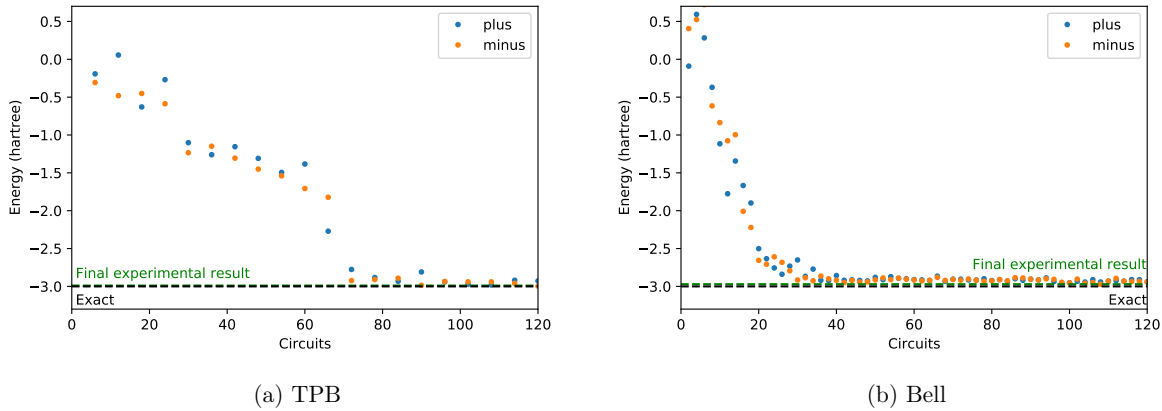 0.5
0.0
−0.5
−1.0
−1.5
−2.0
−2.5
−3.0
Energy (hartree)
plus
minus
Final experimental result
Exact
0 20 40 60 80 100 120
Circuits
(a) TPB
0.5
0.0
−0.5
−1.0
−1.5
−2.0
−2.5
−3.0
Energy (hartree)
plus
minus
Final experimental result
Exact
0 20 40 60 80 100 120
Circuits
(b) Bell